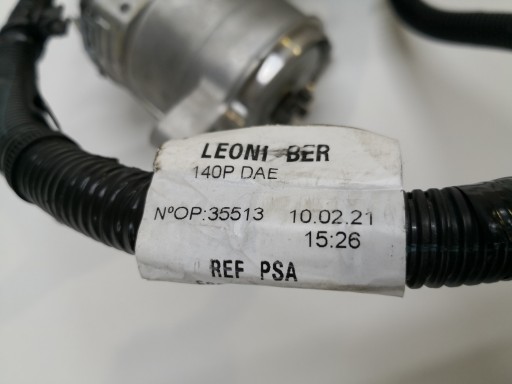 LEONI BER
140P DAE
NºOP:35513 10.02.21
15:26
REF PSA